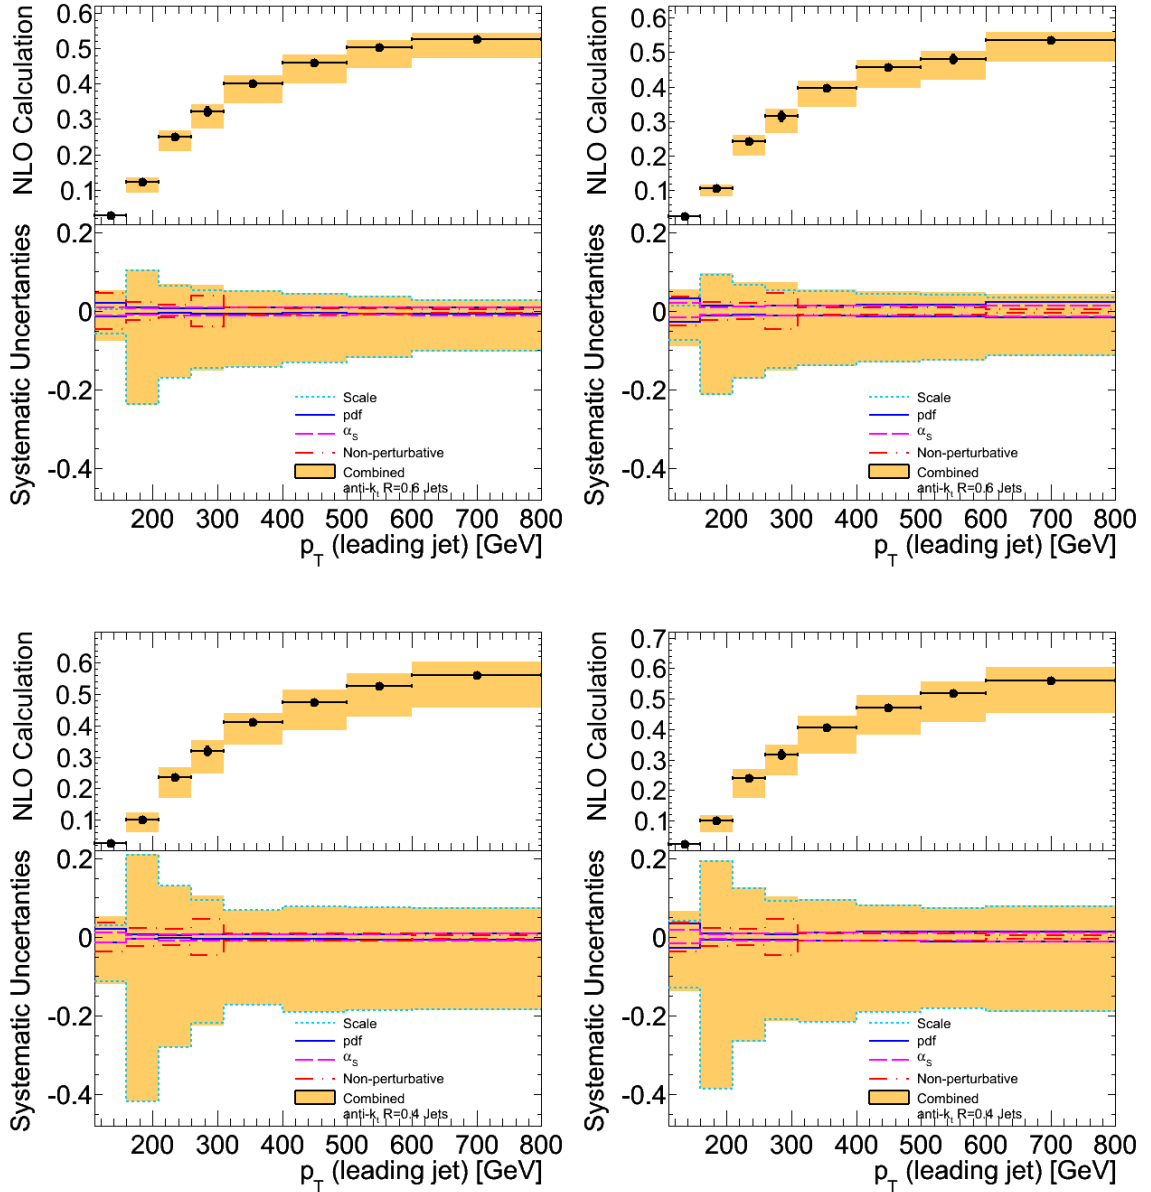 NLO Calculation
0.6
0.5
0.4
0.3
0.2
0.1
Systematic Uncertanties
0.2
0
-0.2
-0.4
Scale
pdf
αS
Non-perturbative
Combined
anti-kt R=0.6 Jets
200 300 400 500 600 700 800
pT (leading jet) [GeV]
NLO Calculation
0.6
0.5
0.4
0.3
0.2
0.1
Systematic Uncertanties
0.2
0
-0.2
-0.4
Scale
pdf
αS
Non-perturbative
Combined
anti-kt R=0.6 Jets
200 300 400 500 600 700 800
pT (leading jet) [GeV]
NLO Calculation
0.6
0.5
0.4
0.3
0.2
0.1
Systematic Uncertanties
0.2
0
-0.2
-0.4
Scale
pdf
αS
Non-perturbative
Combined
anti-kt R=0.4 Jets
200 300 400 500 600 700 800
pT (leading jet) [GeV]
NLO Calculation
0.7
0.6
0.5
0.4
0.3
0.2
0.1
Systematic Uncertanties
0.2
0
-0.2
-0.4
Scale
pdf
αS
Non-perturbative
Combined
anti-kt R=0.4 Jets
200 300 400 500 600 700 800
pT (leading jet) [GeV]